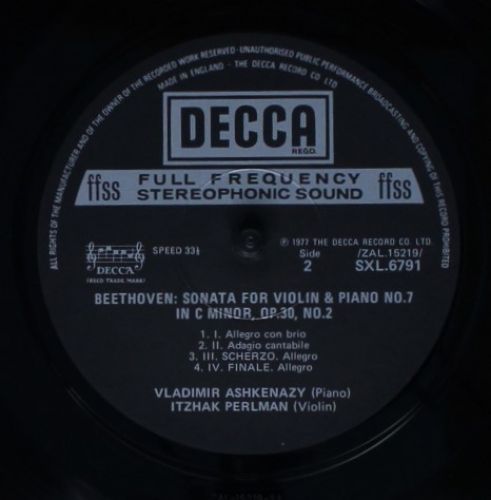 ALL RIGHTS OF THE MANUFACTURER AND OF THE OWNER OF THE RECORDED WORK RESERVED · UNAUTHORISED PUBLIC PERFORMANCE BROADCASTING AND COPYING OF THIS RECORD PROHIBITED
MADE IN ENGLAND · THE DECCA RECORD CO LTD
DECCA
REGD.
ffss FULL FREQUENCY STEREOPHONIC SOUND ffss
DECCA
(REGD. TRADE MARK)
SPEED 33⅓
℗ 1977 THE DECCA RECORD CO. LTD.
Side /ZAL.15219/
2 SXL.6791
BEETHOVEN: SONATA FOR VIOLIN & PIANO NO.7
IN C MINOR, OP.30, NO.2
1. I. Allegro con brio
2. II. Adagio cantabile
3. III. SCHERZO. Allegro
4. IV. FINALE. Allegro
VLADIMIR ASHKENAZY (Piano)
ITZHAK PERLMAN (Violin)